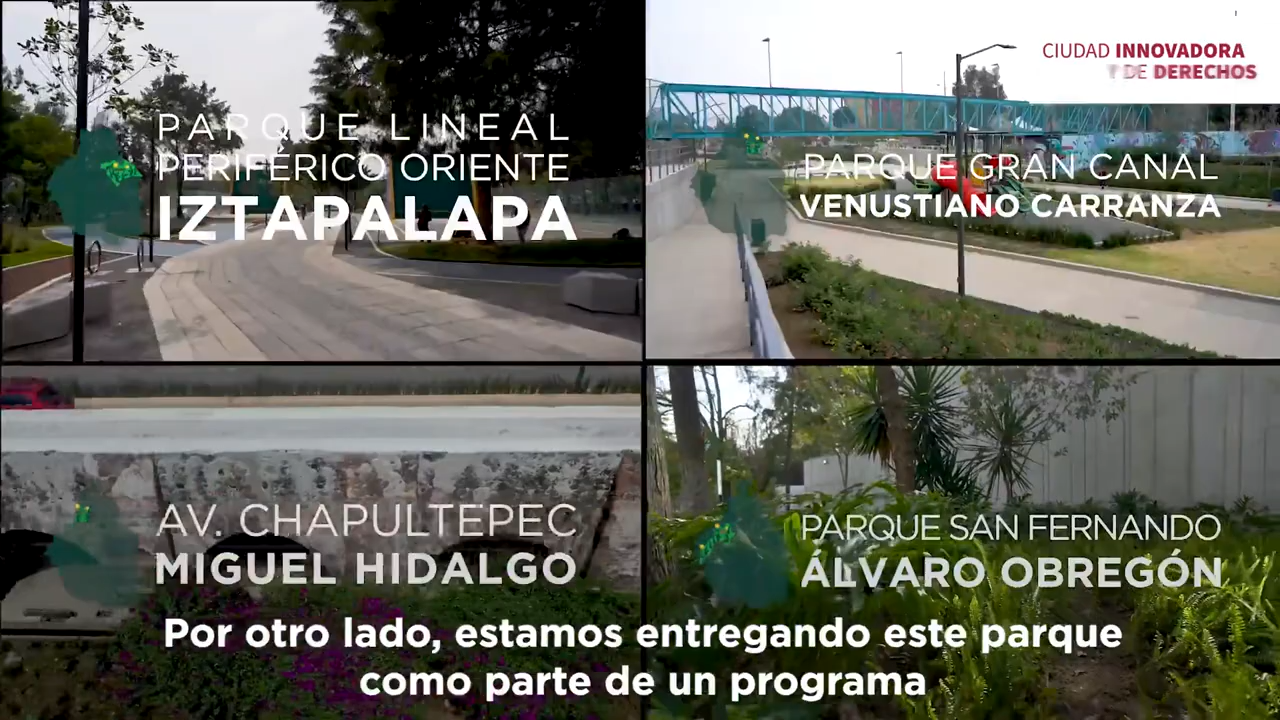 CIUDAD INNOVADORA
Y DE DERECHOS
PARQUE LINEAL
PERIFÉRICO ORIENTE
IZTAPALAPA
PARQUE GRAN CANAL
VENUSTIANO CARRANZA
AV. CHAPULTEPEC
MIGUEL HIDALGO
PARQUE SAN FERNANDO
ÁLVARO OBREGÓN
Por otro lado, estamos entregando este parque
como parte de un programa